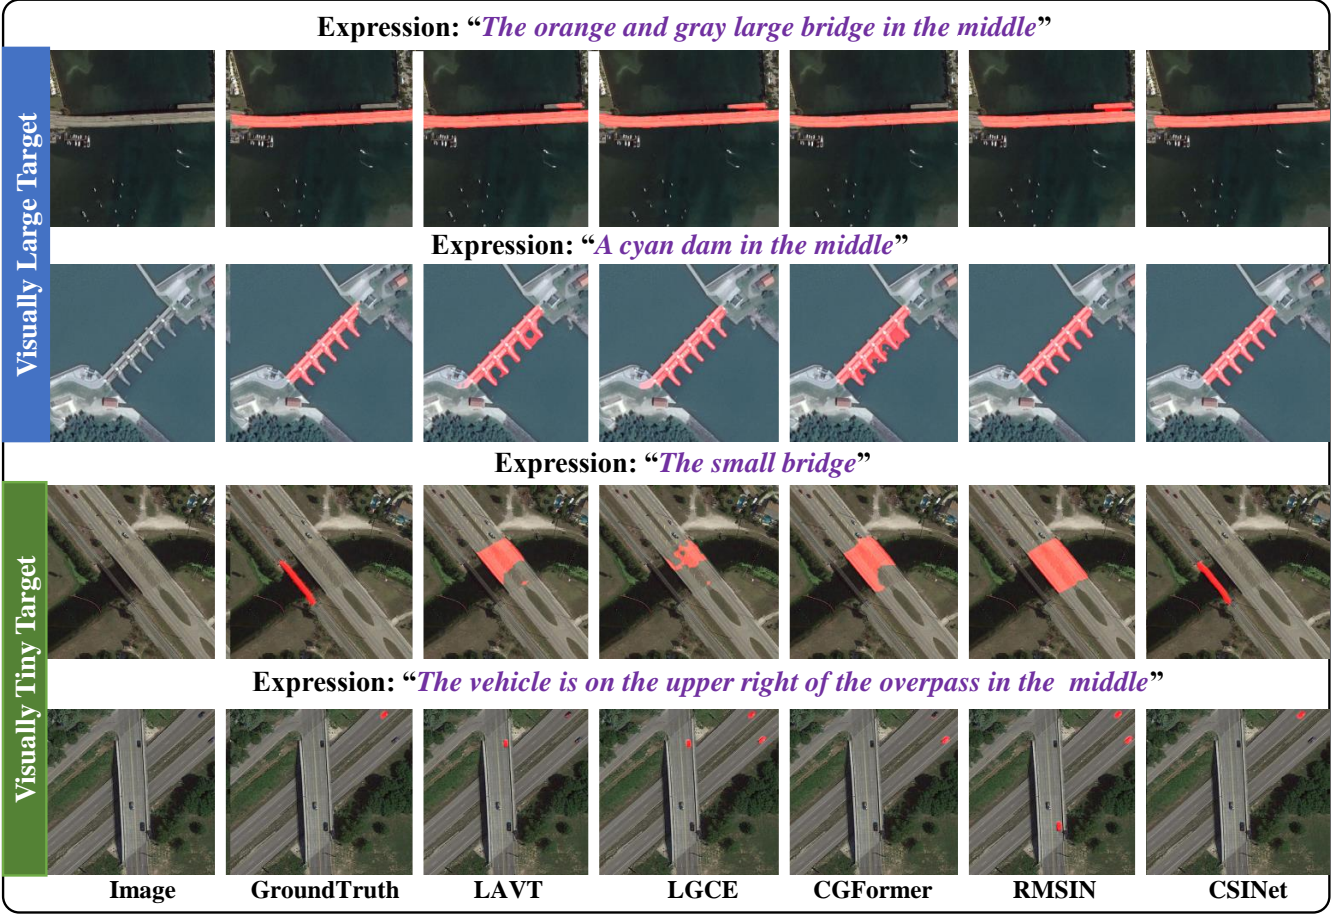 Expression: “The orange and gray large bridge in the middle”
Visually Large Target
Expression: “A cyan dam in the middle”
Expression: “The small bridge”
Visually Tiny Target
Expression: “The vehicle is on the upper right of the overpass in the middle”
Image GroundTruth LAVT LGCE CGFormer RMSIN CSINet